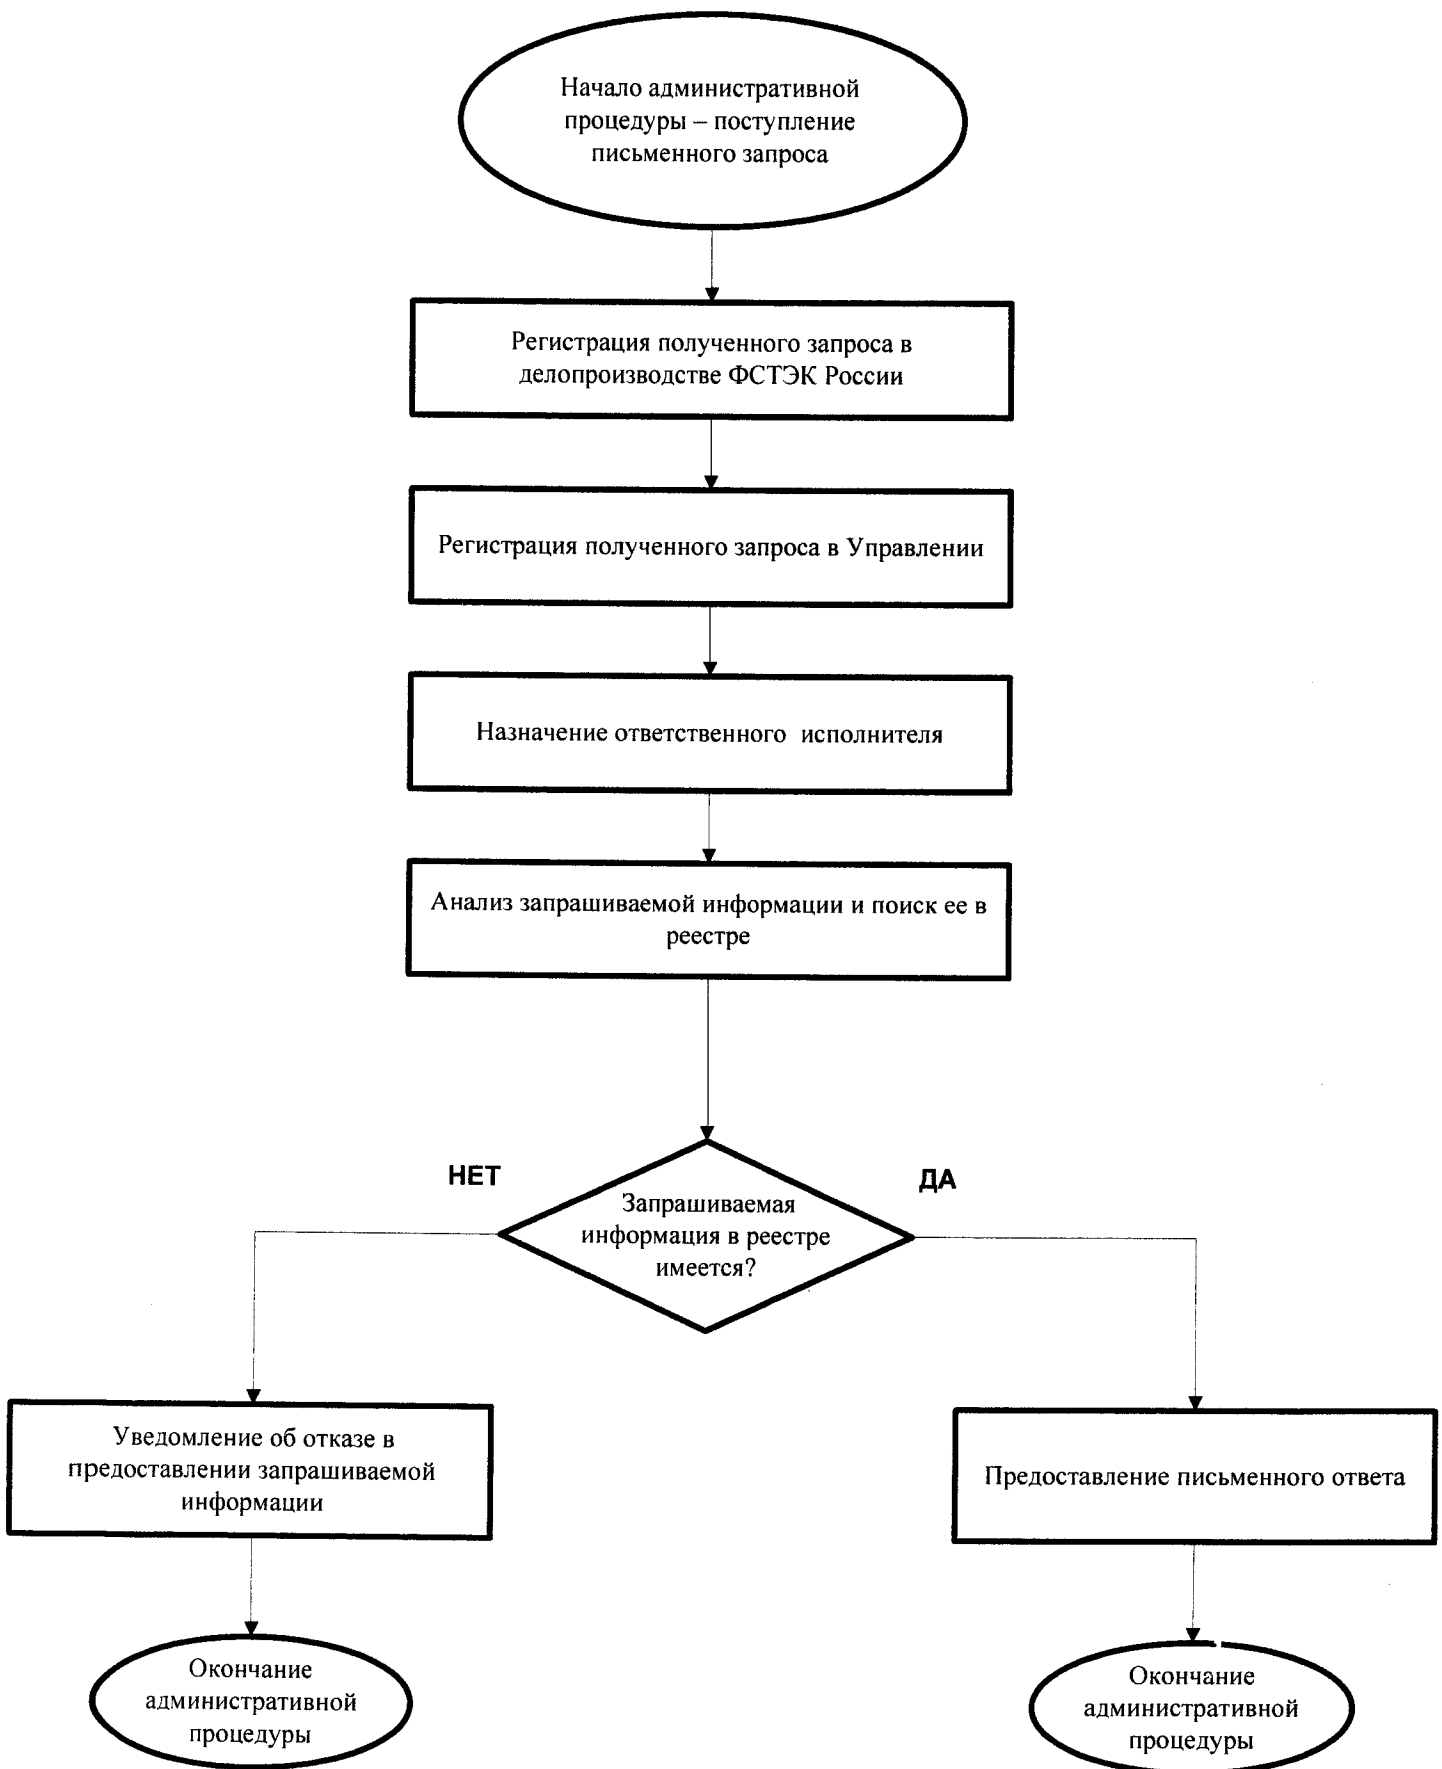 Начало административной
процедуры – поступление
письменного запроса
Регистрация полученного запроса в
делопроизводстве ФСТЭК России
Регистрация полученного запроса в Управлении
Назначение ответственного исполнителя
Анализ запрашиваемой информации и поиск ее в
реестре
НЕТ
ДА
Запрашиваемая
информация в реестре
имеется?
Уведомление об отказе в
предоставлении запрашиваемой
информации
Предоставление письменного ответа
Окончание
административной
процедуры
Окончание
административной
процедуры